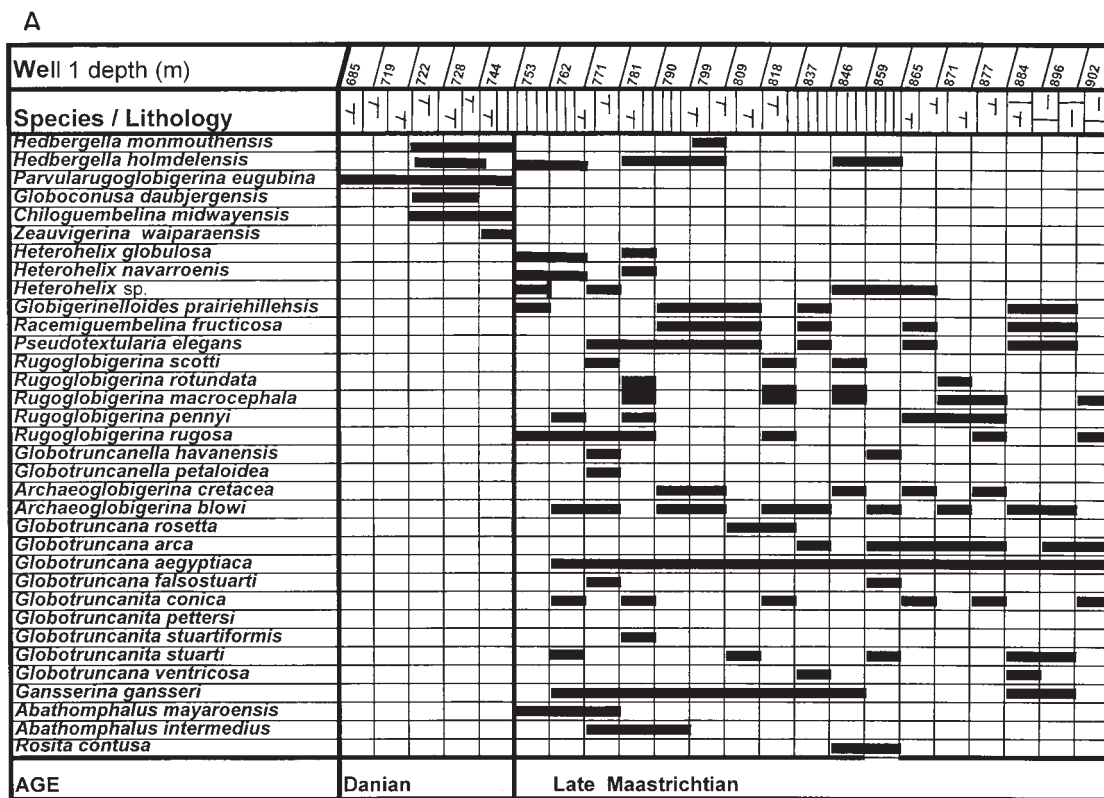 A
Well 1 depth (m) 685 719 722 728 744 753 762 771 781 790 799 809 818 837 846 859 865 871 877 884 896 902
Species / Lithology
Hedbergella monmouthensis
Hedbergella holmdelensis
Parvularugoglobigerina eugubina
Globoconusa daubjergensis
Chiloguembelina midwayensis
Zeauvigerina waiparaensis
Heterohelix globulosa
Heterohelix navarroenis
Heterohelix sp.
Globigerinelloides prairiehillehsis
Racemiguembelina fructicosa
Pseudotextularia elegans
Rugoglobigerina scotti
Rugoglobigerina rotundata
Rugoglobigerina macrocephala
Rugoglobigerina pennyi
Rugoglobigerina rugosa
Globotruncanella havanensis
Globotruncanella petaloidea
Archaeoglobigerina cretacea
Archaeoglobigerina blowi
Globotruncana rosetta
Globotruncana arca
Globotruncana aegyptiaca
Globotruncana falsostuarti
Globotruncanita conica
Globotruncanita pettersi
Globotruncanita stuartiformis
Globotruncanita stuarti
Globotruncana ventricosa
Gansserina gansseri
Abathomphalus mayaroensis
Abathomphalus intermedius
Rosita contusa
AGE Danian Late Maastrichtian